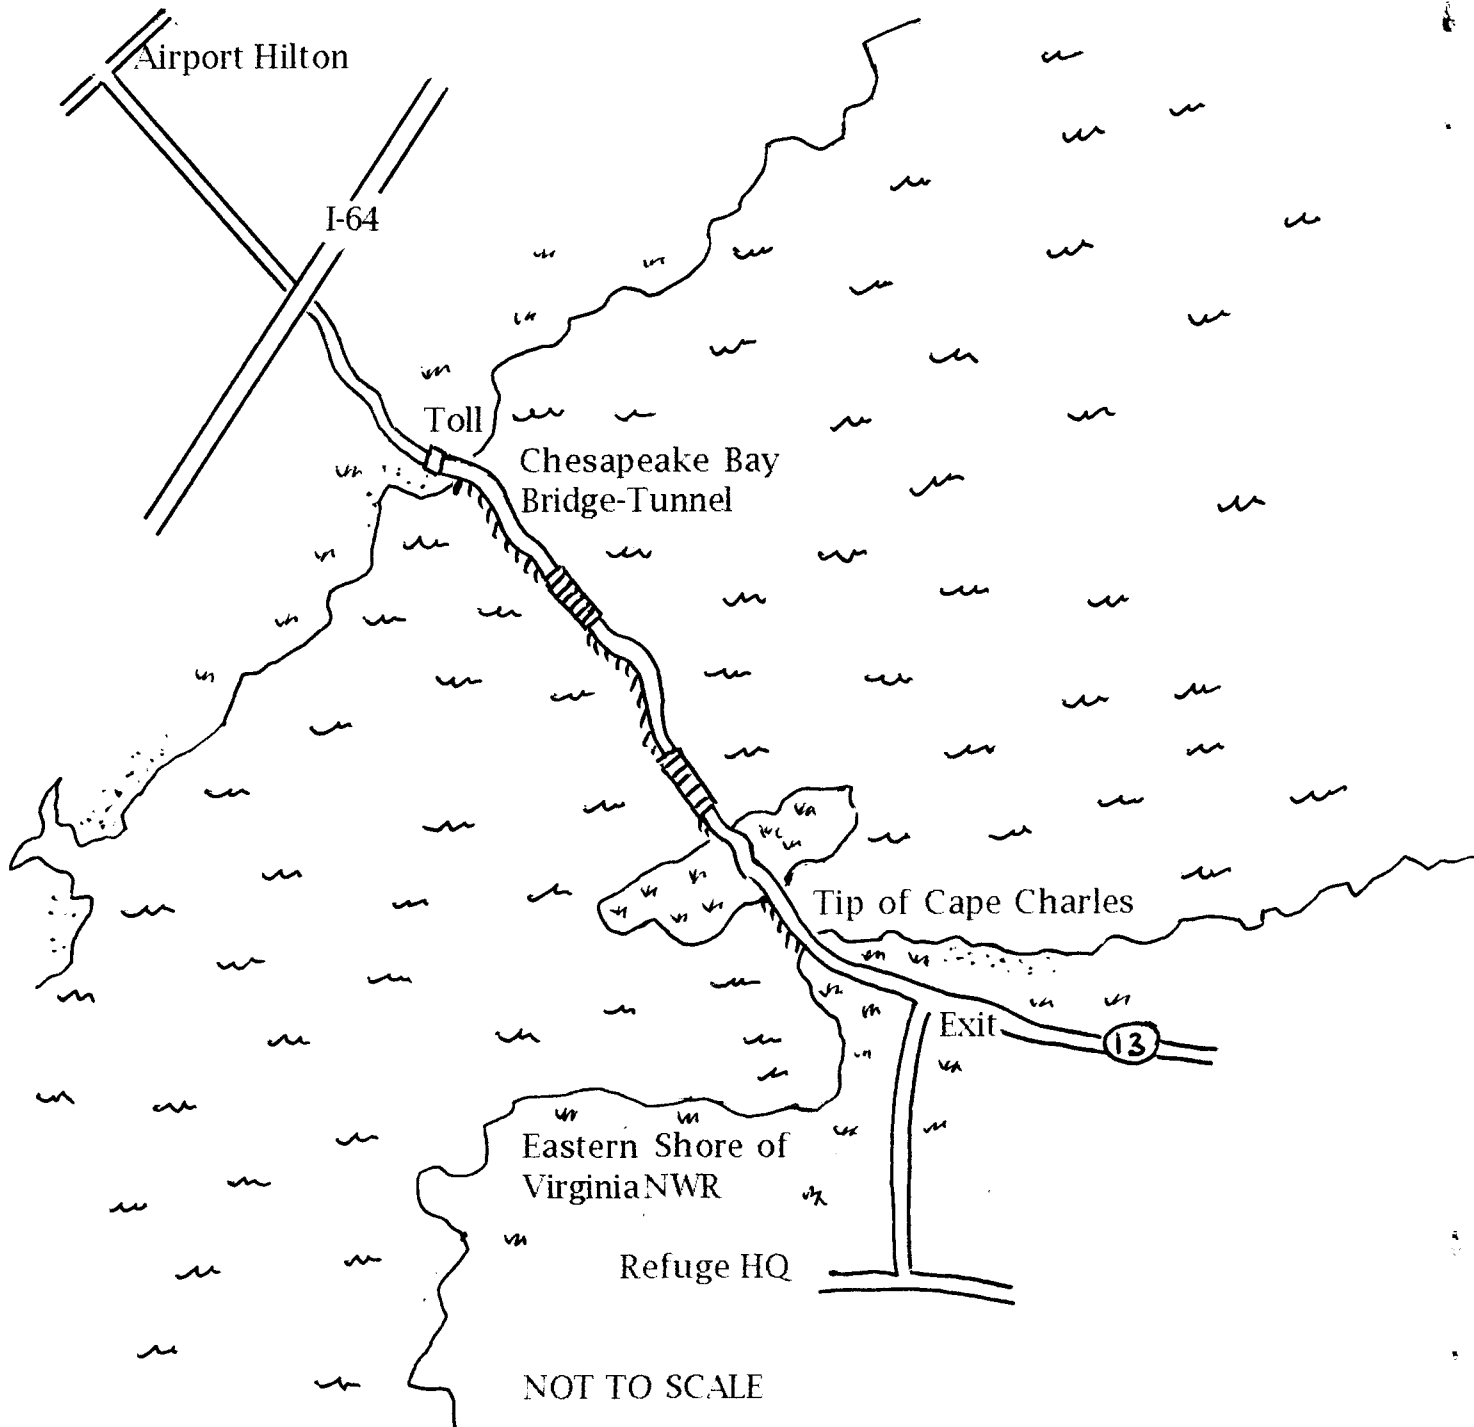 Airport Hilton
I-64
Toll
Chesapeake Bay
Bridge-Tunnel
Tip of Cape Charles
Exit
13
Eastern Shore of
Virginia NWR
Refuge HQ
NOT TO SCALE